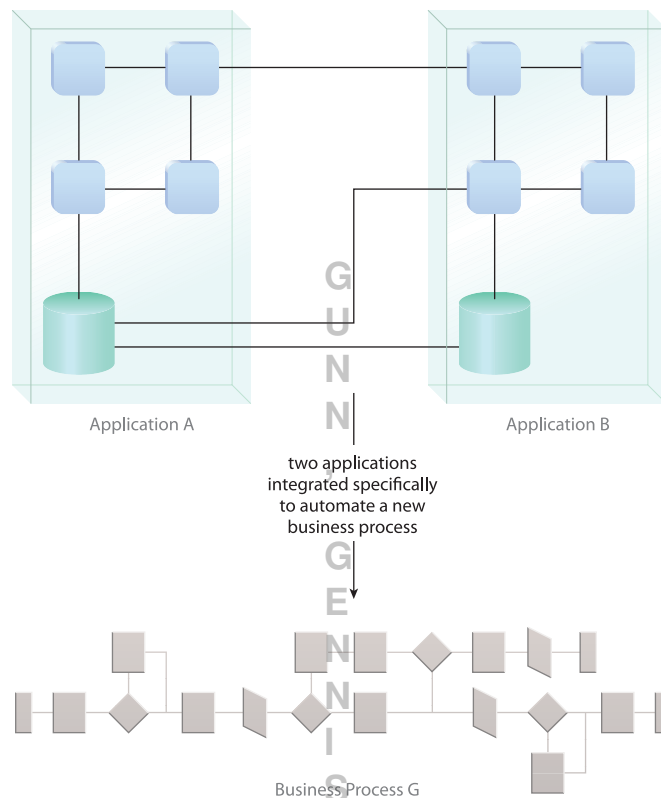 Application A
Application B
two applications
integrated specifically
to automate a new
business process
Business Process G
GUNN, GENNIS